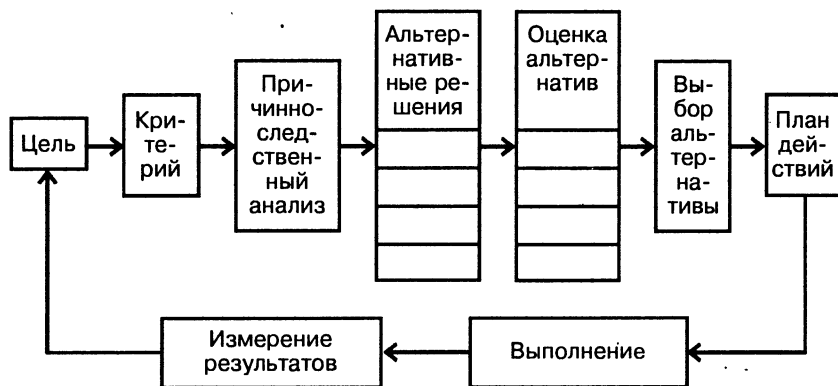 Цель
Кри-
те-
рий
При-
чинно-
след-
ствен-
ный
анализ
Альтер-
натив-
ные ре-
шения
Оценка
альтер-
натив
Вы-
бор
аль-
тер-
на-
тивы
План
дей-
ствий
Измерение
результатов
Выполнение